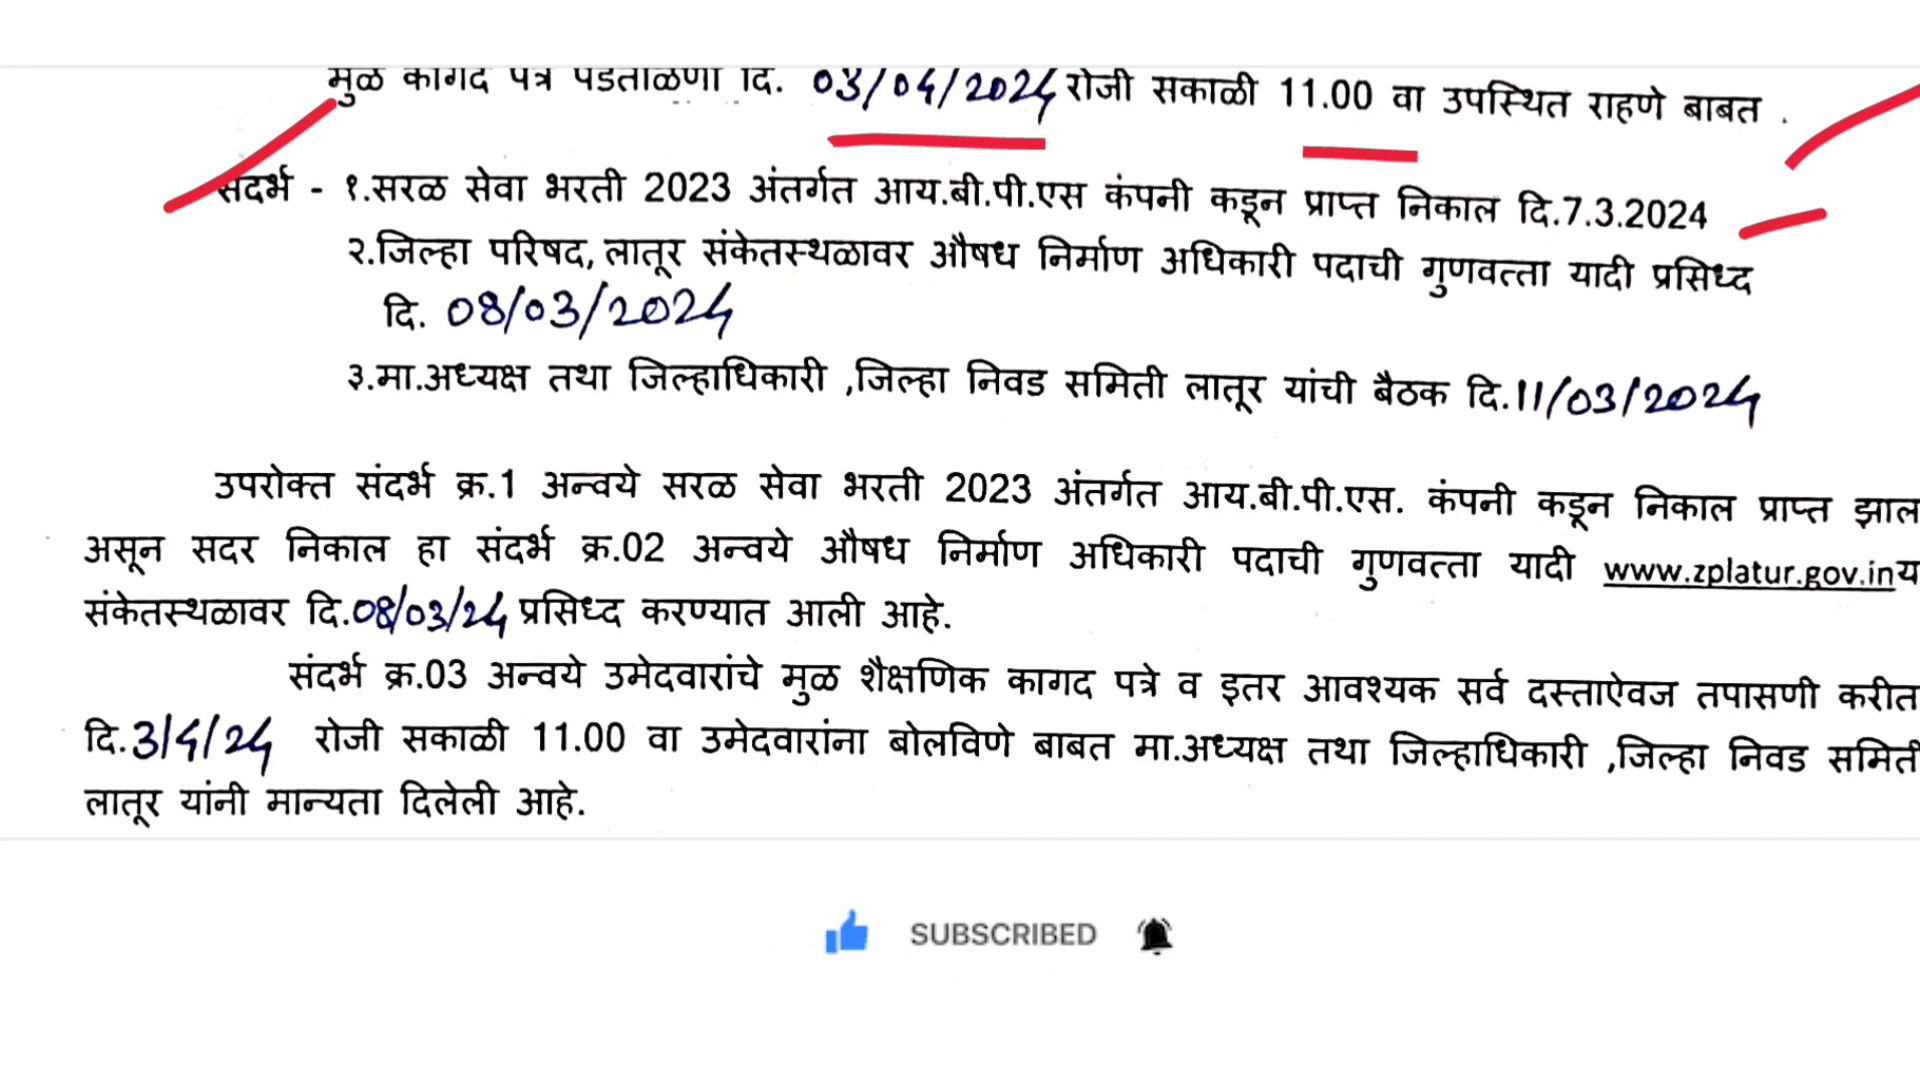 मुळ कागद पत्रे पडताळणी दि. 03/04/2024 रोजी सकाळी 11.00 वा उपस्थित राहणे बाबत .
संदर्भ - १.सरळ सेवा भरती 2023 अंतर्गत आय.बी.पी.एस कंपनी कडून प्राप्त निकाल दि.7.3.2024
२.जिल्हा परिषद, लातूर संकेतस्थळावर औषध निर्माण अधिकारी पदाची गुणवत्ता यादी प्रसिध्द
दि. 08/03/2024
३.मा.अध्यक्ष तथा जिल्हाधिकारी ,जिल्हा निवड समिती लातूर यांची बैठक दि.11/03/2024
उपरोक्त संदर्भ क्र.1 अन्वये सरळ सेवा भरती 2023 अंतर्गत आय.बी.पी.एस. कंपनी कडून निकाल प्राप्त झाल
असून सदर निकाल हा संदर्भ क्र.02 अन्वये औषध निर्माण अधिकारी पदाची गुणवत्ता यादी www.zplatur.gov.inय
संकेतस्थळावर दि.08/03/24 प्रसिध्द करण्यात आली आहे.
संदर्भ क्र.03 अन्वये उमेदवारांचे मुळ शैक्षणिक कागद पत्रे व इतर आवश्यक सर्व दस्ताऐवज तपासणी करीत
दि.3/4/24 रोजी सकाळी 11.00 वा उमेदवारांना बोलविणे बाबत मा.अध्यक्ष तथा जिल्हाधिकारी ,जिल्हा निवड समिती
लातूर यांनी मान्यता दिलेली आहे.
SUBSCRIBED